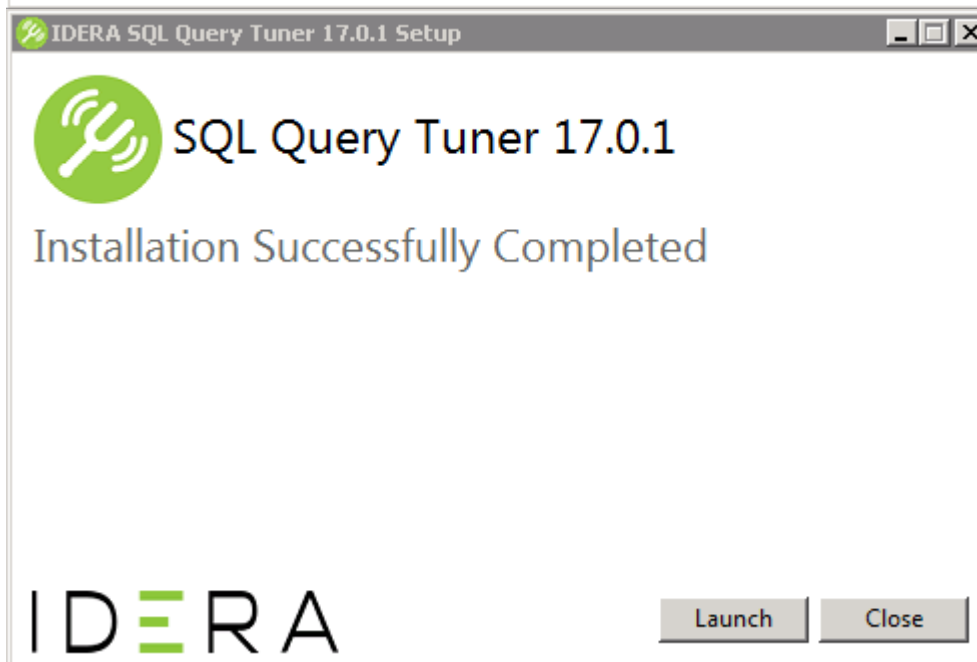 IDERA SQL Query Tuner 17.0.1 Setup
SQL Query Tuner 17.0.1
Installation Successfully Completed
IDERA
Launch
Close